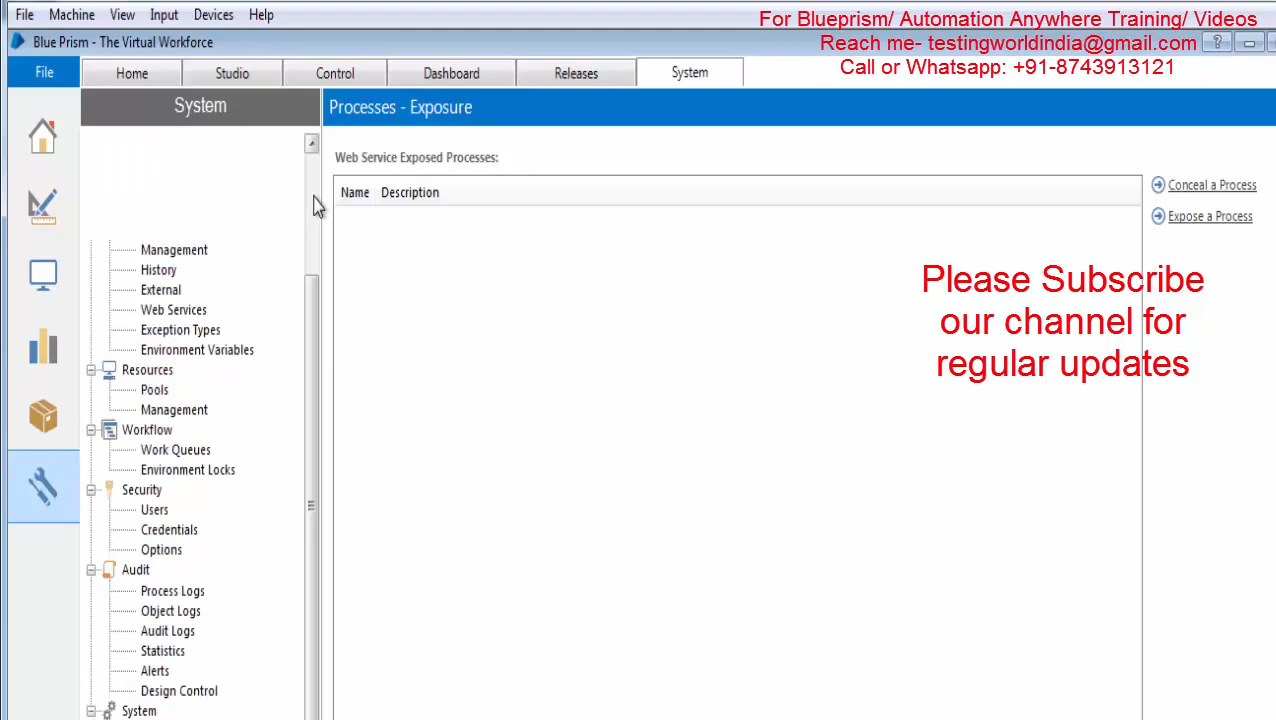 File Machine View Input Devices Help
For Blueprism/ Automation Anywhere Training/ Videos
Blue Prism - The Virtual Workforce
Reach me- testingworldindia@gmail.com
?
Call or Whatsapp: +91-8743913121
File Home Studio Control Dashboard Releases System
System
Processes - Exposure
Web Service Exposed Processes:
Name Description
Conceal a Process
Expose a Process
Please Subscribe
our channel for
regular updates
Management
History
External
Web Services
Exception Types
Environment Variables
Resources
Pools
Management
Workflow
Work Queues
Environment Locks
Security
Users
Credentials
Options
Audit
Process Logs
Object Logs
Audit Logs
Statistics
Alerts
Design Control
System